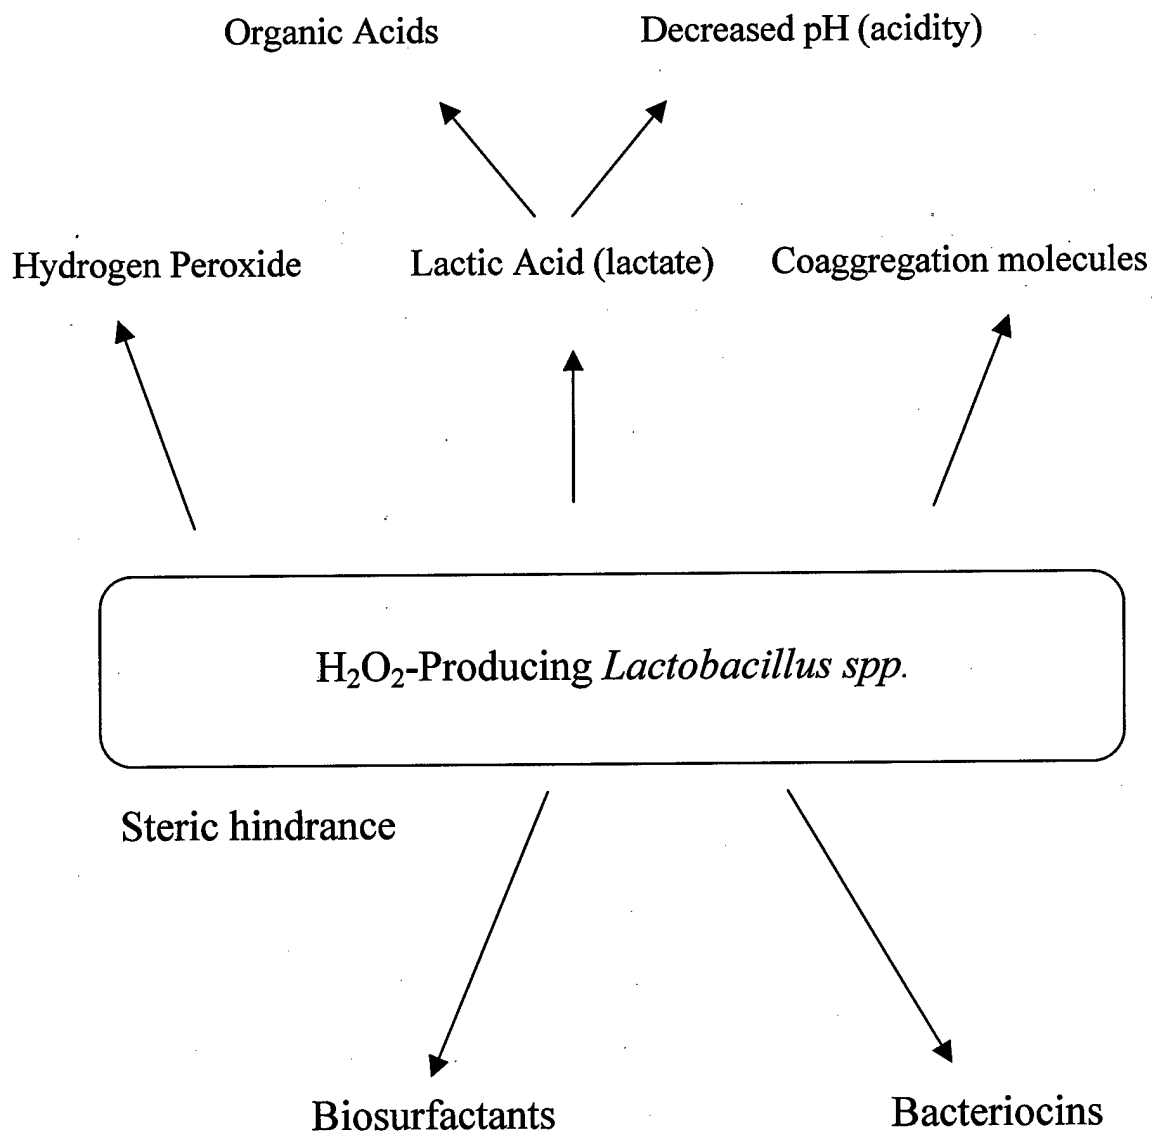 Organic Acids
Decreased pH (acidity)
Hydrogen Peroxide
Lactic Acid (lactate)
Coaggregation molecules
H₂O₂-Producing Lactobacillus spp.
Steric hindrance
Biosurfactants
Bacteriocins